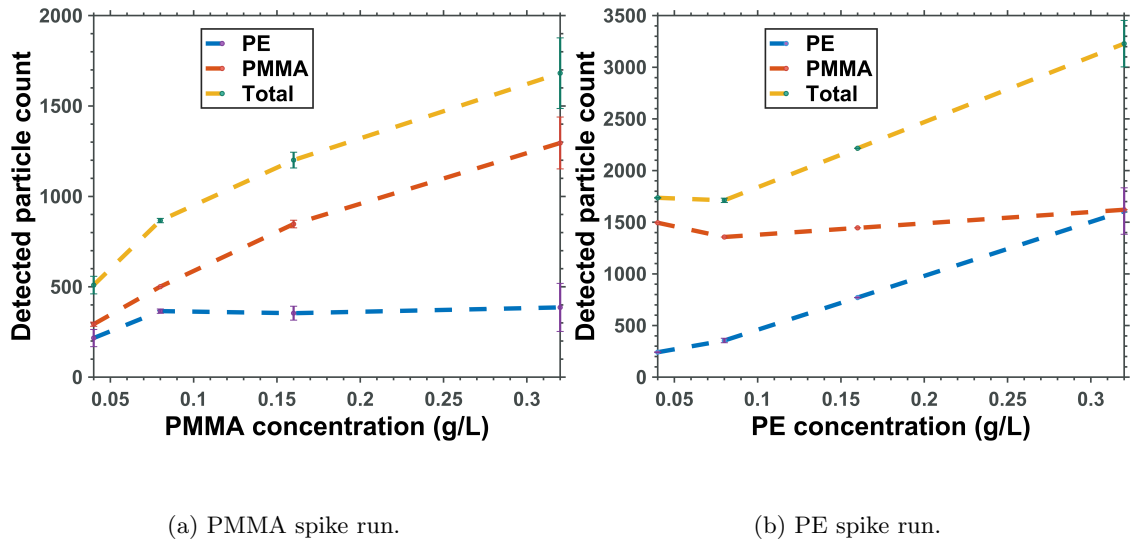 2000
1500
1000
500
0
Detected particle count
PE
PMMA
Total
0.05 0.1 0.15 0.2 0.25 0.3
PMMA concentration (g/L)
(a) PMMA spike run.
3500
3000
2500
2000
1500
1000
500
0
Detected particle count
PE
PMMA
Total
0.05 0.1 0.15 0.2 0.25 0.3
PE concentration (g/L)
(b) PE spike run.